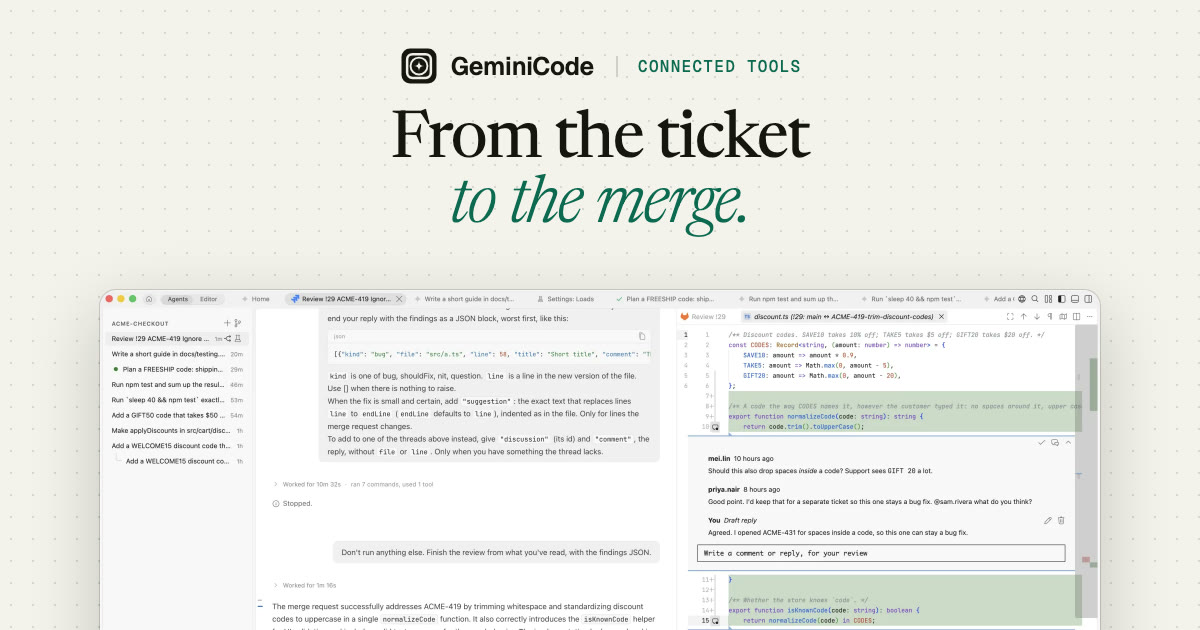 GeminiCode
CONNECTED TOOLS
From the ticket
to the merge.
Agents
Editor
Home
Review !29 ACME-419 Ignor...
Write a short guide in docs/t...
Settings: Loads
Plan a FREESHIP code: ship...
Run npm test and sum up th...
Run `sleep 40 && npm test`...
Add a
ACME-CHECKOUT
Review !29 ACME-419 Ignore ... 1m
Write a short guide in docs/testing.... 20m
Plan a FREESHIP code: shippin... 29m
Run npm test and sum up the resul... 46m
Run `sleep 40 && npm test` exactl... 53m
Add a GIFT50 code that takes $50 ... 54m
Make applyDiscounts in src/cart/disc... 1h
Add a WELCOME15 discount code th... 1h
Add a WELCOME15 discount co... 1h
end your reply with the findings as a JSON block, worst first, like this:
json
[{"kind": "bug", "file": "src/a.ts", "line": 58, "title": "Short title", "comment": "T
kind is one of bug, shouldFix, nit, question. line is a line in the new version of the file.
Use [] when there is nothing to raise.
When the fix is small and certain, add "suggestion": the exact text that replaces lines
line to endLine (endLine defaults to line), indented as in the file. Only for lines the
merge request changes.
To add to one of the threads above instead, give "discussion" (its id) and "comment", the
reply, without file or line. Only when you have something the thread lacks.
Worked for 10m 32s · ran 7 commands, used 1 tool
Stopped.
Don't run anything else. Finish the review from what you've read, with the findings JSON.
Worked for 1m 16s
The merge request successfully addresses ACME-419 by trimming whitespace and standardizing discount
codes to uppercase in a single normalizeCode function. It also correctly introduces the isKnownCode helper
Review !29
discount.ts (!29: main ↔ ACME-419-trim-discount-codes)
1 1 /** Discount codes. SAVE10 takes 10% off; TAKE5 takes $5 off; GIFT20 takes $20 off. */
2 2 const CODES: Record<string, (amount: number) => number> = {
3 3 SAVE10: amount => amount * 0.9,
4 4 TAKE5: amount => Math.max(0, amount - 5),
5 5 GIFT20: amount => Math.max(0, amount - 20),
6 6 };
7+
8+ /** A code the way CODES names it, however the customer typed it: no spaces around it, upper cas
9+ export function normalizeCode(code: string): string {
10 return code.trim().toUpperCase();
mei.lin 10 hours ago
Should this also drop spaces inside a code? Support sees GIFT 20 a lot.
priya.nair 8 hours ago
Good point. I'd keep that for a separate ticket so this one stays a bug fix. @sam.rivera what do you think?
You Draft reply
Agreed. I opened ACME-431 for spaces inside a code, so this one can stay a bug fix.
Write a comment or reply, for your review
11+ }
12+
13+ /** Whether the store knows `code`. */
14+ export function isKnownCode(code: string): boolean {
15 return normalizeCode(code) in CODES;